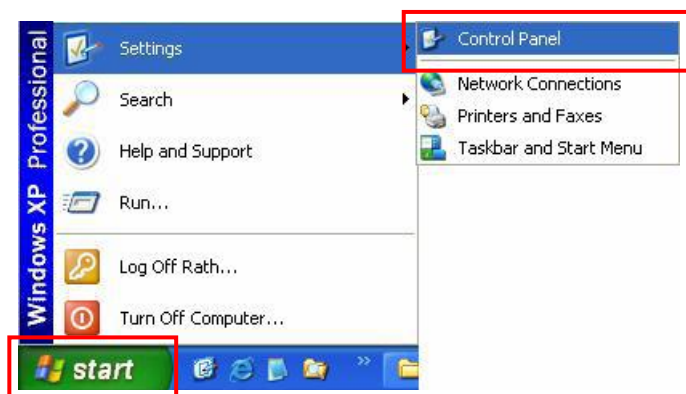 Windows XP Professional
Settings
Search
Help and Support
Run...
Log Off Rath...
Turn Off Computer...
start
»
Control Panel
Network Connections
Printers and Faxes
Taskbar and Start Menu